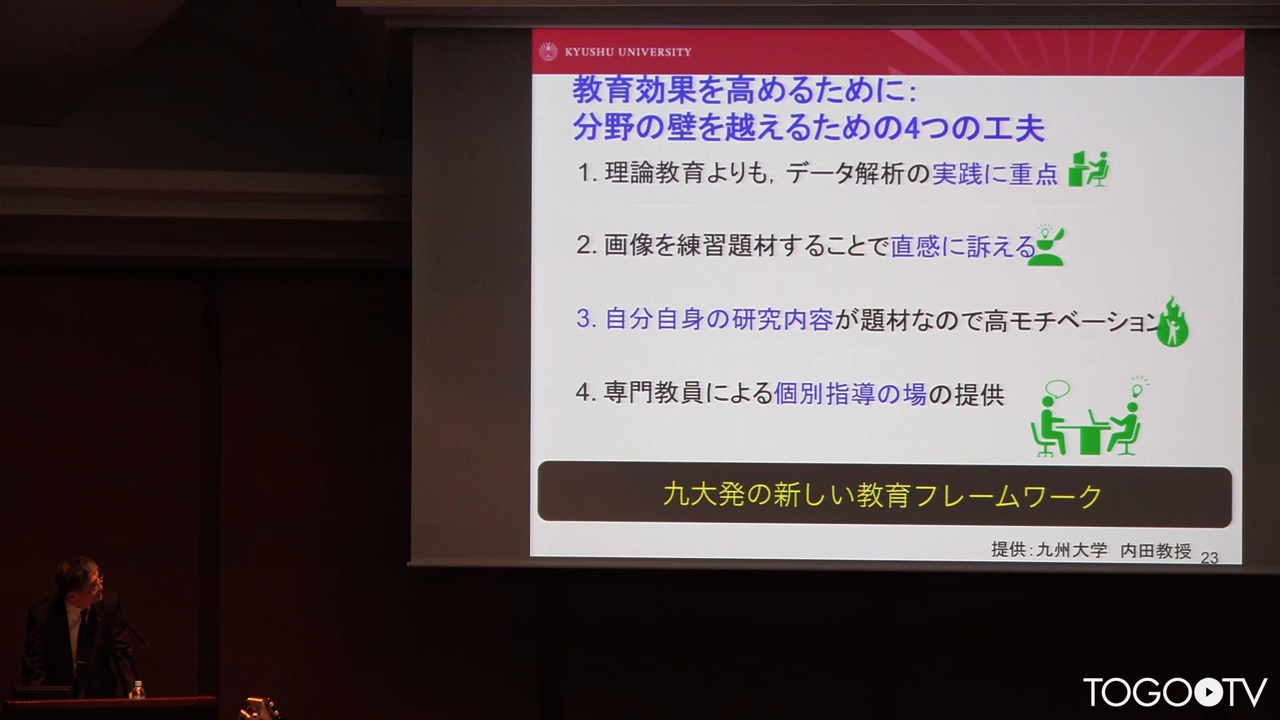 KYUSHU UNIVERSITY
教育効果を高めるために:
分野の壁を越えるための4つの工夫
1. 理論教育よりも，データ解析の実践に重点
2. 画像を練習題材することで直感に訴える
3. 自分自身の研究内容が題材なので高モチベーション
4. 専門教員による個別指導の場の提供
九大発の新しい教育フレームワーク
提供：九州大学　内田教授
23
TOGO TV